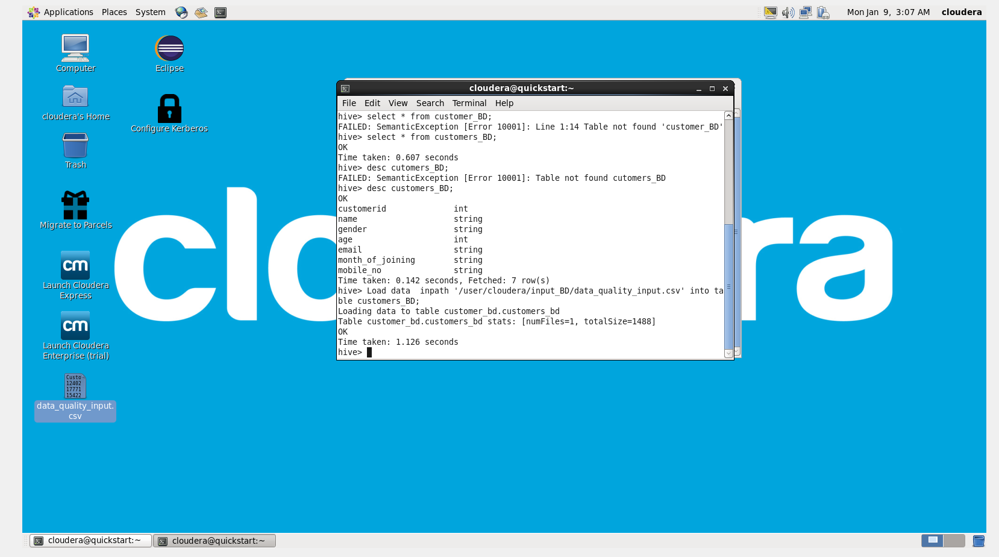 Applications Places System
Mon Jan 9, 3:07 AM cloudera
Computer
Eclipse
cloudera's Home
Configure Kerberos
Trash
Migrate to Parcels
cm
Launch Cloudera
Express
cm
Launch Cloudera
Enterprise (trial)
Custo
12402
17771
15422
data_quality_input.
csv
cloudera@quickstart:~
File Edit View Search Terminal Help
hive> select * from customer_BD;
FAILED: SemanticException [Error 10001]: Line 1:14 Table not found 'customer_BD'
hive> select * from customers_BD;
OK
Time taken: 0.607 seconds
hive> desc cutomers_BD;
FAILED: SemanticException [Error 10001]: Table not found cutomers_BD
hive> desc customers_BD;
OK
customerid int
name string
gender string
age int
email string
month_of_joining string
mobile_no string
Time taken: 0.142 seconds, Fetched: 7 row(s)
hive> Load data  inpath '/user/cloudera/input_BD/data_quality_input.csv' into ta
ble customers_BD;
Loading data to table customer_bd.customers_bd
Table customer_bd.customers_bd stats: [numFiles=1, totalSize=1488]
OK
Time taken: 1.126 seconds
hive>
cloudera@quickstart:~ cloudera@quickstart:~